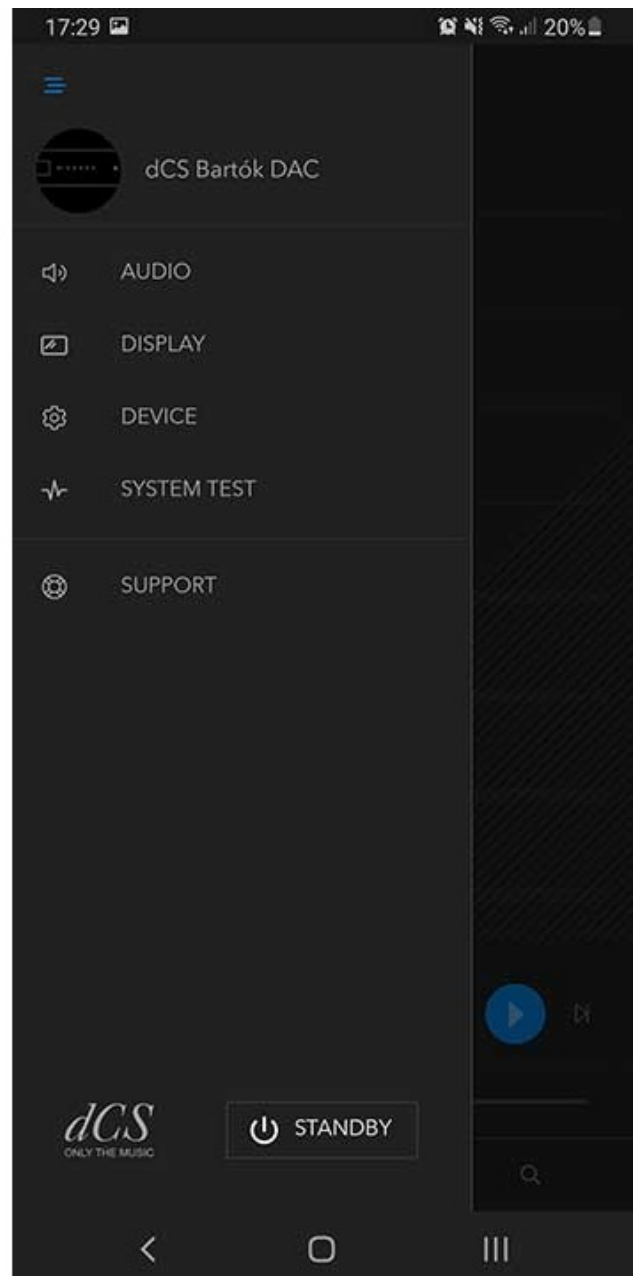 17:29 20%
dCS Bartók DAC
AUDIO
DISPLAY
DEVICE
SYSTEM TEST
SUPPORT
dCS
ONLY THE MUSIC
STANDBY